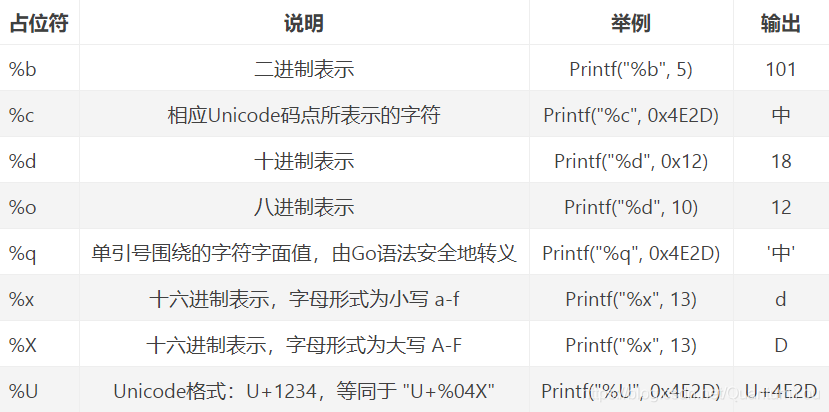 占位符 说明 举例 输出
%b 二进制表示 Printf("%b", 5) 101
%c 相应Unicode码点所表示的字符 Printf("%c", 0x4E2D) 中
%d 十进制表示 Printf("%d", 0x12) 18
%o 八进制表示 Printf("%d", 10) 12
%q 单引号围绕的字符字面值，由Go语法安全地转义 Printf("%q", 0x4E2D) '中'
%x 十六进制表示，字母形式为小写 a-f Printf("%x", 13) d
%X 十六进制表示，字母形式为大写 A-F Printf("%x", 13) D
%U Unicode格式：U+1234，等同于 "U+%04X" Printf("%U", 0x4E2D) U+4E2D